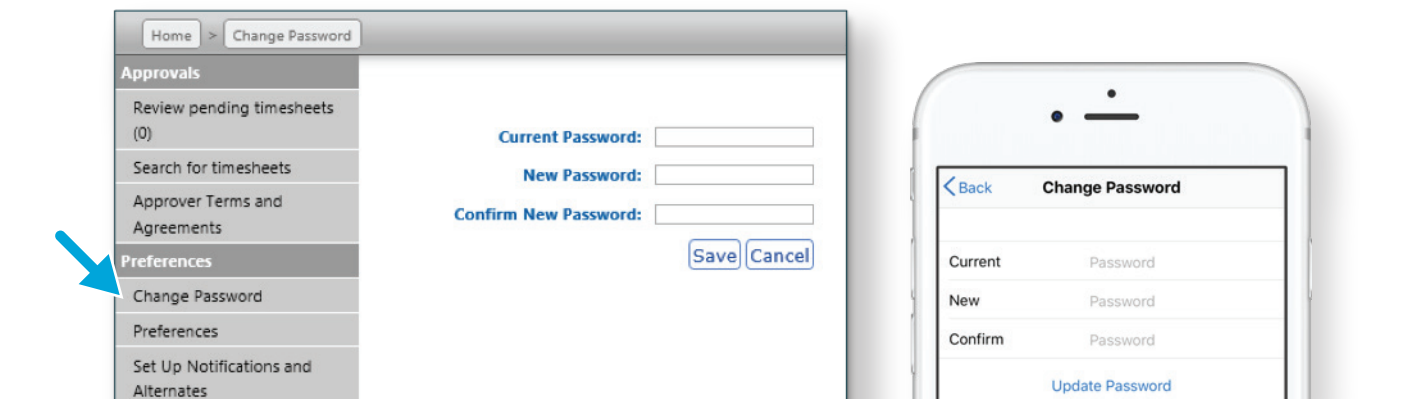 Home > Change Password
Approvals
Review pending timesheets
(0)
Search for timesheets
Approver Terms and
Agreements
Preferences
Change Password
Preferences
Set Up Notifications and
Alternates
Current Password:
New Password:
Confirm New Password:
Save Cancel
Back Change Password
Current Password
New Password
Confirm Password
Update Password